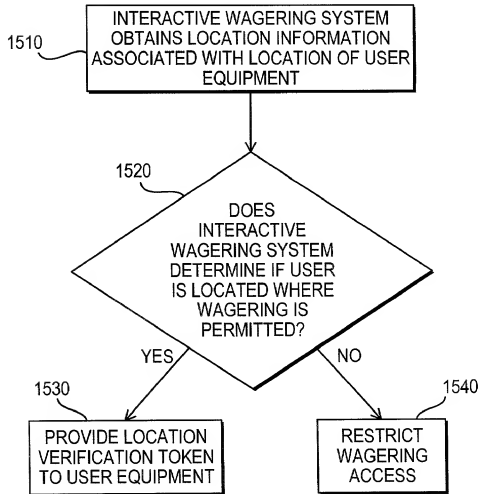 INTERACTIVE WAGERING SYSTEM
OBTAINS LOCATION INFORMATION
ASSOCIATED WITH LOCATION OF USER
EQUIPMENT
1510
1520
DOES
INTERACTIVE
WAGERING SYSTEM
DETERMINE IF USER
IS LOCATED WHERE
WAGERING IS
PERMITTED?
YES
NO
1530
1540
PROVIDE LOCATION
VERIFICATION TOKEN
TO USER EQUIPMENT
RESTRICT
WAGERING
ACCESS